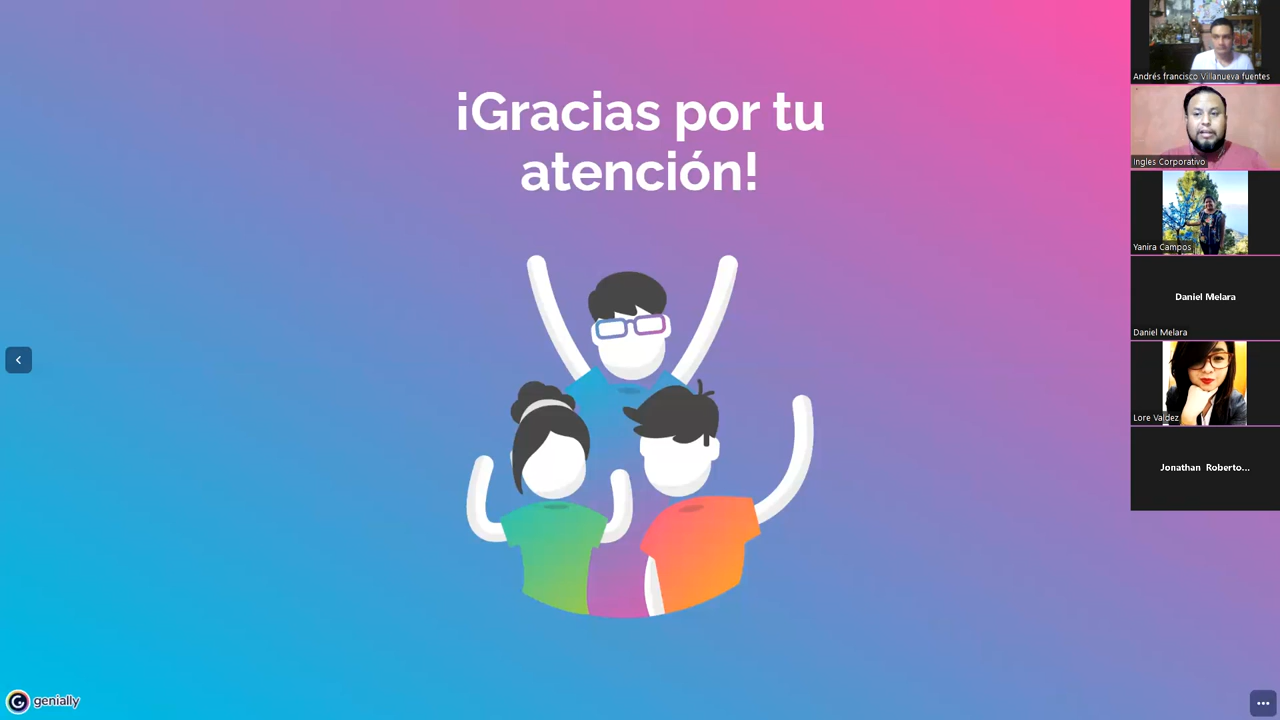 ¡Gracias por tu
atención!
Andrés francisco Villanueva fuentes
Ingles Corporativo
Yanira Campos
Daniel Melara
Daniel Melara
Lore Valdez
Jonathan Roberto...
genially